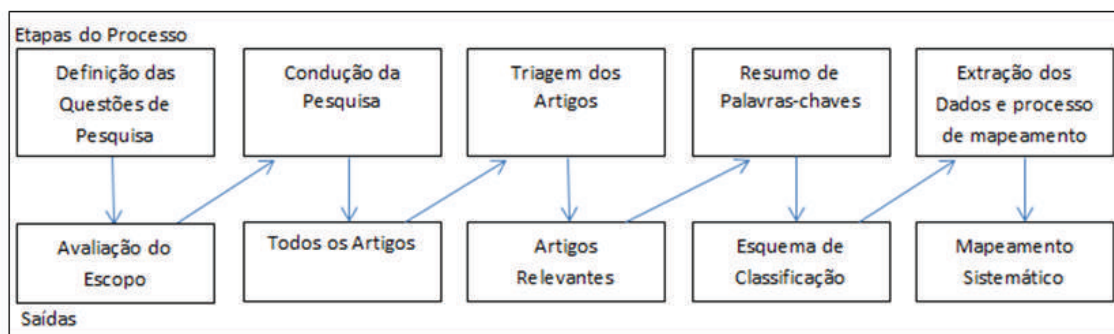 Etapas do Processo
Definição das
Questões de
Pesquisa
Condução da
Pesquisa
Triagem dos
Artigos
Resumo de
Palavras-chaves
Extração dos
Dados e processo
de mapeamento
Avaliação do
Escopo
Todos os Artigos
Artigos
Relevantes
Esquema de
Classificação
Mapeamento
Sistemático
Saídas